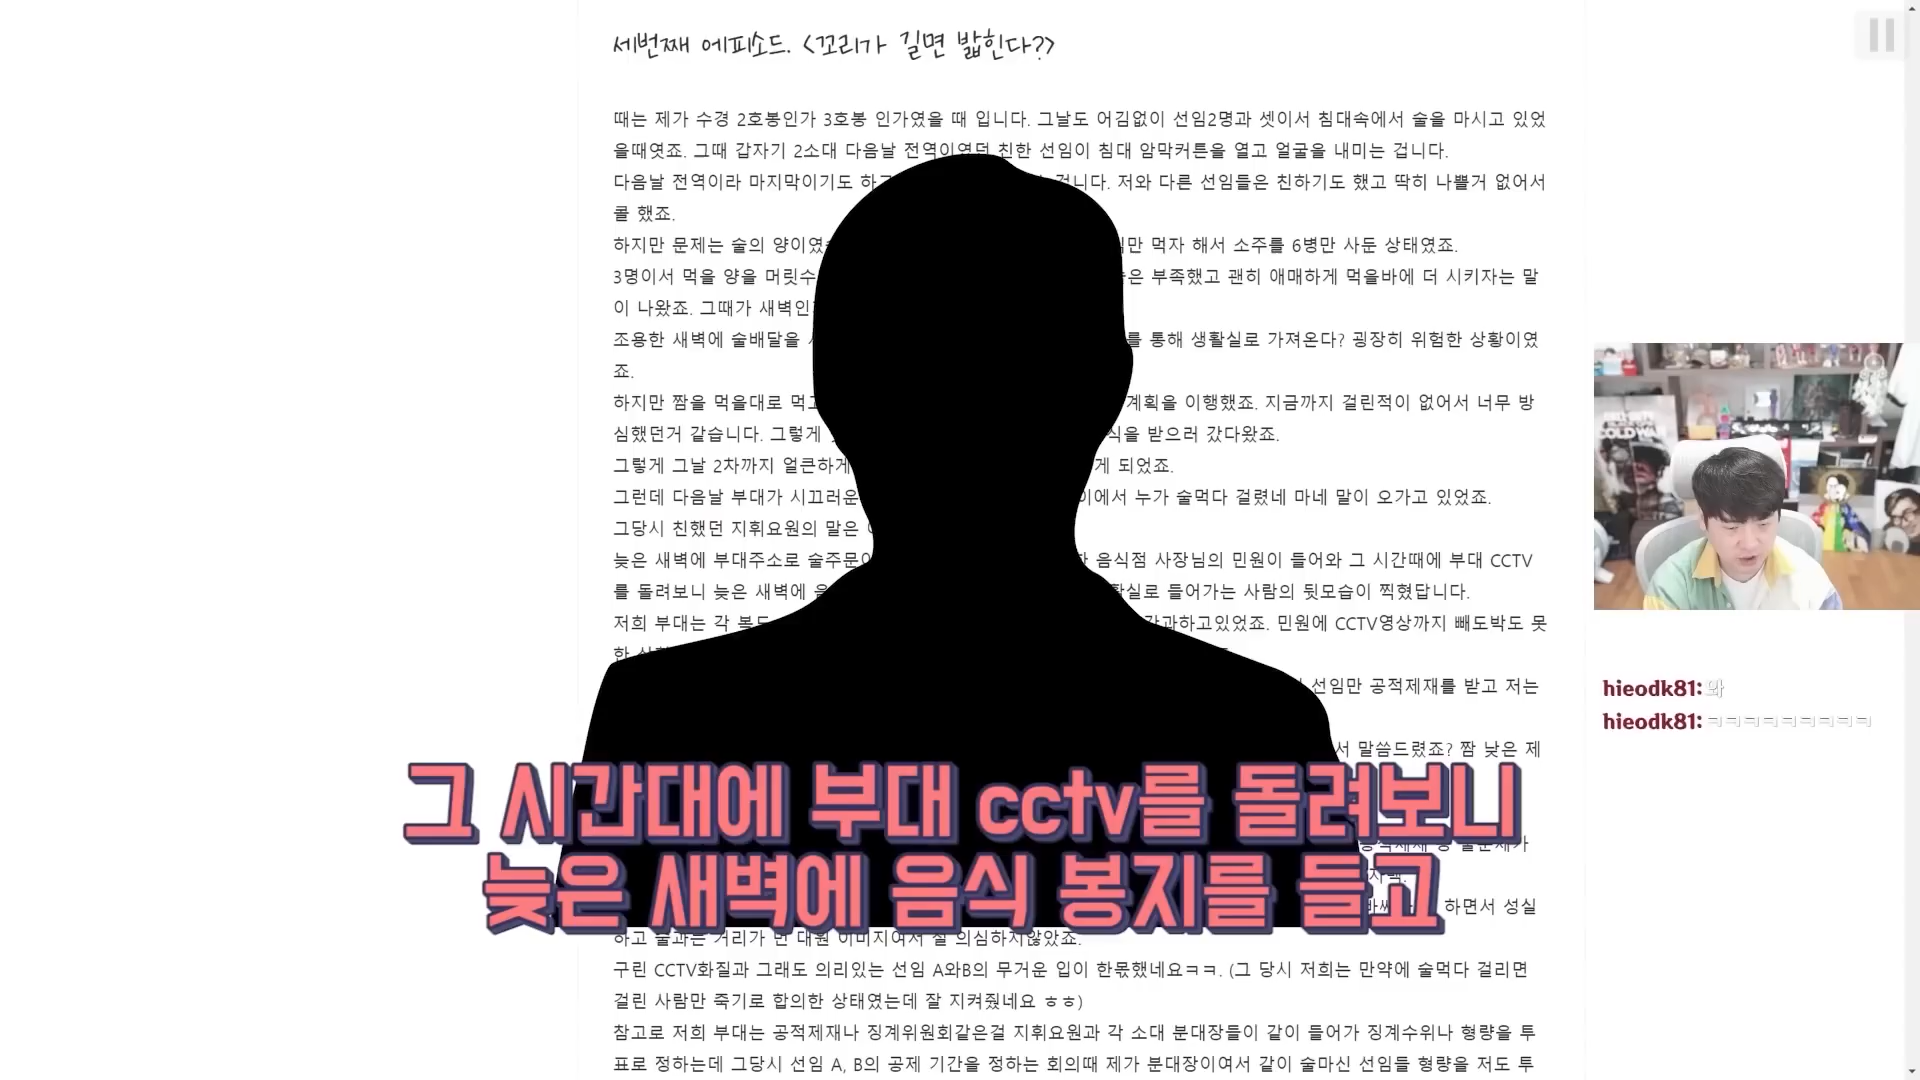 세번째 에피소드. <꼬리가 길면 밟힌다?>
때는 제가 수경 2호봉인가 3호봉 인가였을 때 입니다. 그날도 어김없이 선임2명과 셋이서 침대속에서 술을 마시고 있었
을때엿죠. 그때 갑자기 2소대 다음날 전역이였던 친한 선임이 침대 암막커튼을 열고 얼굴을 내미는 겁니다.
다음날 전역이라 마지막이기도 하고 겁니다. 저와 다른 선임들은 친하기도 했고 딱히 나쁠거 없어서
콜 했죠.
하지만 문제는 술의 양이였 먹자 해서 소주를 6병만 사둔 상태였죠.
3명이서 먹을 양을 머릿수 부족했고 괜히 애매하게 먹을바에 더 시키자는 말
이 나왔죠. 그때가 새벽인
조용한 새벽에 술배달을 를 통해 생활실로 가져온다? 굉장히 위험한 상황이였
죠.
하지만 짬을 먹을대로 먹고 계획을 이행했죠. 지금까지 걸린적이 없어서 너무 방
심했던거 같습니다. 그렇게 식을 받으러 갔다왔죠.
그렇게 그날 2차까지 얼큰하게 게 되었죠.
그런데 다음날 부대가 시끄러운 이에서 누가 술먹다 걸렸네 마네 말이 오가고 있었죠.
그당시 친했던 지휘요원의 말은
늦은 새벽에 부대주소로 술주문이 음식점 사장님의 민원이 들어와 그 시간때에 부대 CCTV
를 돌려보니 늦은 새벽에 활실로 들어가는 사람의 뒷모습이 찍혔답니다.
저희 부대는 각 복도 간과하고있었죠. 민원에 CCTV영상까지 빼도박도 못
한
선임만 공적제재를 받고 저는
서 말씀드렸죠? 짬 낮은 제
그 시간대에 부대 cctv를 돌려보니
늦은 새벽에 음식 봉지를 들고
하면서 성실
하고 술과는 거리가 먼 대원 이미지여서 잘 의심하지않았죠.
구린 CCTV화질과 그래도 의리있는 선임 A와B의 무거운 입이 한몫했네요ㅋㅋ. (그 당시 저희는 만약에 술먹다 걸리면
걸린 사람만 죽기로 합의한 상태였는데 잘 지켜줬네요 ㅎㅎ)
참고로 저희 부대는 공적제재나 징계위원회같은걸 지휘요원과 각 소대 분대장들이 같이 들어가 징계수위나 형량을 투
표로 정하는데 그당시 선임 A, B의 공제 기간을 정하는 회의때 제가 분대장이여서 같이 술마신 선임들 형량을 저도 투
hieodk81: 와
hieodk81: ㅋㅋㅋㅋㅋㅋㅋㅋㅋ